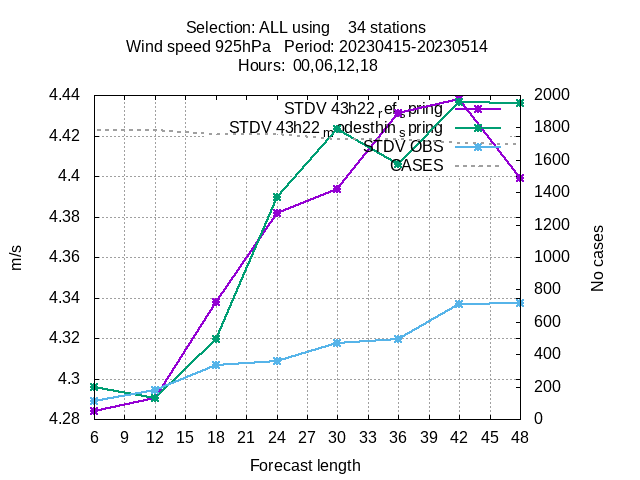 Selection: ALL using    34 stations
Wind speed 925hPa   Period: 20230415-20230514
Hours:  00,06,12,18
4.44
4.42
4.4
4.38
4.36
4.34
4.32
4.3
4.28
m/s
STDV 43h22_ref_spring
STDV 43h22_modesthin_spring
STDV OBS
CASES
2000
1800
1600
1400
1200
1000
800
600
400
200
0
No cases
6 9 12 15 18 21 24 27 30 33 36 39 42 45 48
Forecast length